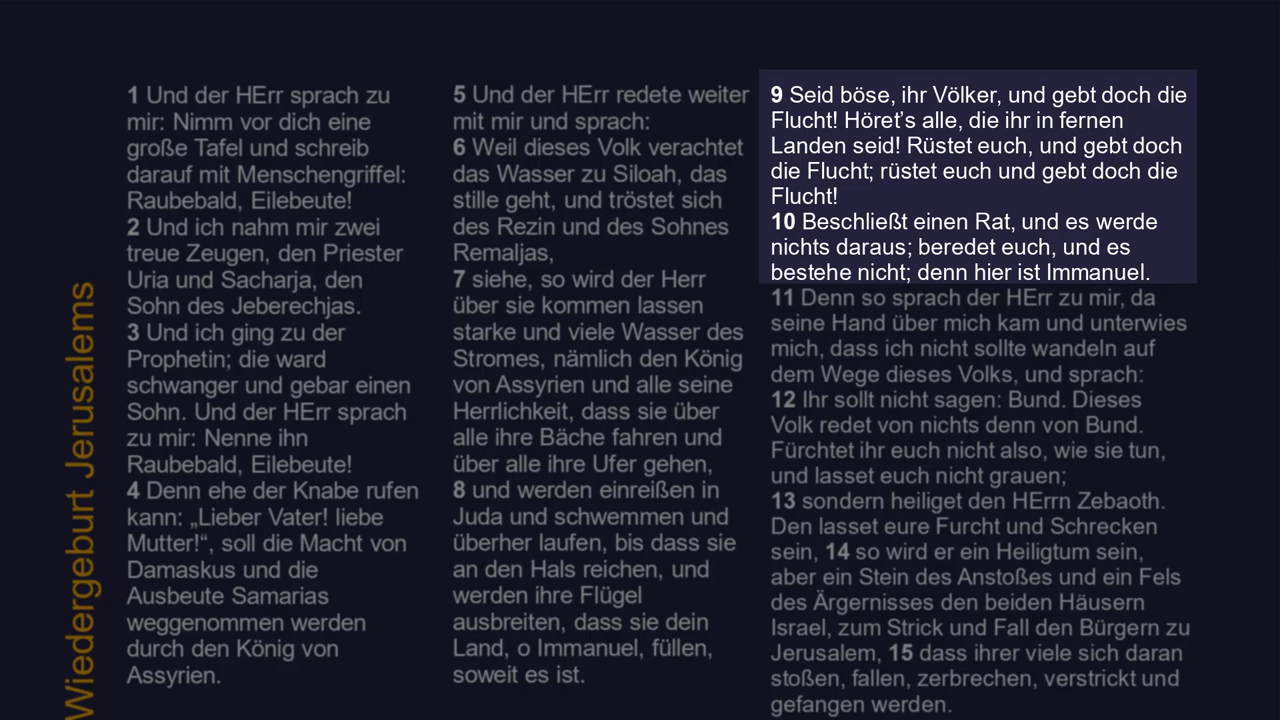 Wiedergeburt Jerusalems
1 Und der HErr sprach zu
mir: Nimm vor dich eine
große Tafel und schreib
darauf mit Menschengriffel:
Raubebald, Eilebeute!
2 Und ich nahm mir zwei
treue Zeugen, den Priester
Uria und Sacharja, den
Sohn des Jeberechjas.
3 Und ich ging zu der
Prophetin; die ward
schwanger und gebar einen
Sohn. Und der HErr sprach
zu mir: Nenne ihn
Raubebald, Eilebeute!
4 Denn ehe der Knabe rufen
kann: „Lieber Vater! liebe
Mutter!“, soll die Macht von
Damaskus und die
Ausbeute Samarias
weggenommen werden
durch den König von
Assyrien.
5 Und der HErr redete weiter
mit mir und sprach:
6 Weil dieses Volk verachtet
das Wasser zu Siloah, das
stille geht, und tröstet sich
des Rezin und des Sohnes
Remaljas,
7 siehe, so wird der Herr
über sie kommen lassen
starke und viele Wasser des
Stromes, nämlich den König
von Assyrien und alle seine
Herrlichkeit, dass sie über
alle ihre Bäche fahren und
über alle ihre Ufer gehen,
8 und werden einreißen in
Juda und schwemmen und
überher laufen, bis dass sie
an den Hals reichen, und
werden ihre Flügel
ausbreiten, dass sie dein
Land, o Immanuel, füllen,
soweit es ist.
9 Seid böse, ihr Völker, und gebt doch die
Flucht! Höret’s alle, die ihr in fernen
Landen seid! Rüstet euch, und gebt doch
die Flucht; rüstet euch und gebt doch die
Flucht!
10 Beschließt einen Rat, und es werde
nichts daraus; beredet euch, und es
bestehe nicht; denn hier ist Immanuel.
11 Denn so sprach der HErr zu mir, da
seine Hand über mich kam und unterwies
mich, dass ich nicht sollte wandeln auf
dem Wege dieses Volks, und sprach:
12 Ihr sollt nicht sagen: Bund. Dieses
Volk redet von nichts denn von Bund.
Fürchtet ihr euch nicht also, wie sie tun,
und lasset euch nicht grauen;
13 sondern heiliget den HErrn Zebaoth.
Den lasset eure Furcht und Schrecken
sein, 14 so wird er ein Heiligtum sein,
aber ein Stein des Anstoßes und ein Fels
des Ärgernisses den beiden Häusern
Israel, zum Strick und Fall den Bürgern zu
Jerusalem, 15 dass ihrer viele sich daran
stoßen, fallen, zerbrechen, verstrickt und
gefangen werden.